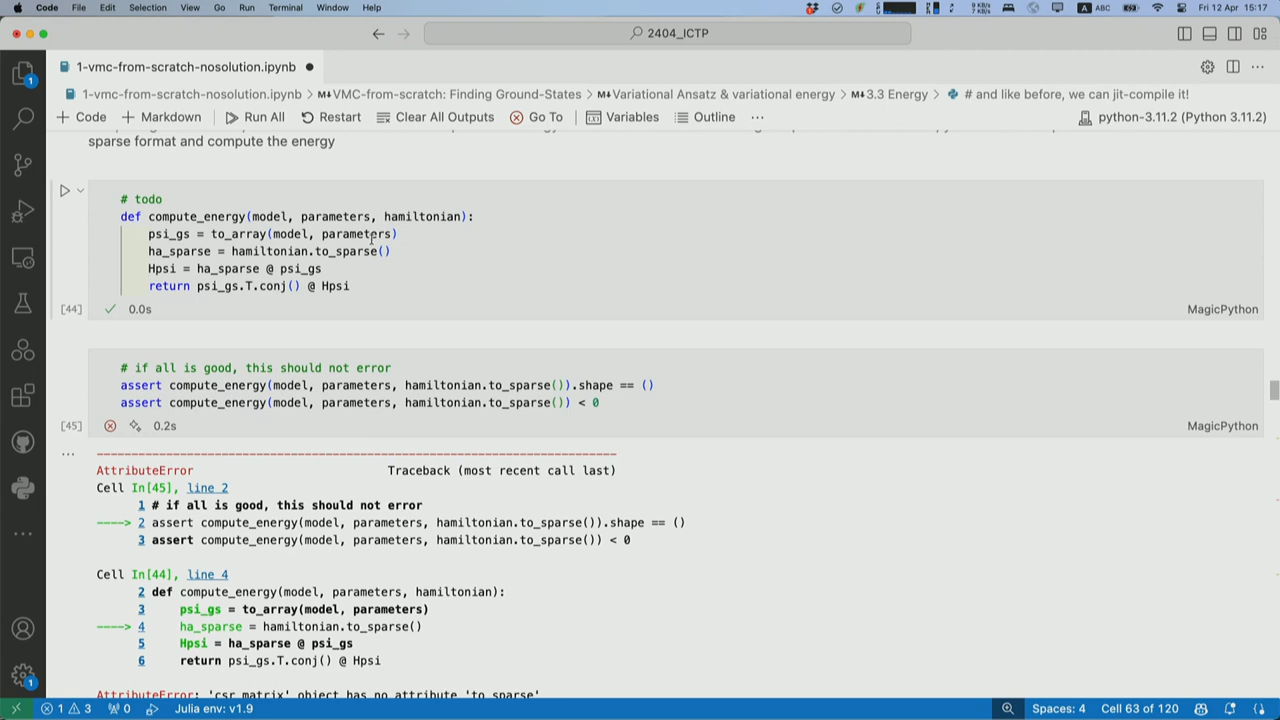 Code File Edit Selection View Go Run Terminal Window Help
9 KB/s
7 KB/s
A ABC
Fri 12 Apr 15:17
2404_ICTP
1-vmc-from-scratch-nosolution.ipynb
1-vmc-from-scratch-nosolution.ipynb > M↓VMC-from-scratch: Finding Ground-States > M↓Variational Ansatz & variational energy > M↓3.3 Energy > # and like before, we can jit-compile it!
+ Code + Markdown Run All Restart Clear All Outputs Go To Variables Outline ··· python-3.11.2 (Python 3.11.2)
sparse format and compute the energy
# todo
def compute_energy(model, parameters, hamiltonian):
psi_gs = to_array(model, parameters)
ha_sparse = hamiltonian.to_sparse()
Hpsi = ha_sparse @ psi_gs
return psi_gs.T.conj() @ Hpsi
[44] 0.0s MagicPython
# if all is good, this should not error
assert compute_energy(model, parameters, hamiltonian.to_sparse()).shape == ()
assert compute_energy(model, parameters, hamiltonian.to_sparse()) < 0
[45] 0.2s MagicPython
---------------------------------------------------------------------------
AttributeError Traceback (most recent call last)
Cell In[45], line 2
1 # if all is good, this should not error
----> 2 assert compute_energy(model, parameters, hamiltonian.to_sparse()).shape == ()
3 assert compute_energy(model, parameters, hamiltonian.to_sparse()) < 0
Cell In[44], line 4
2 def compute_energy(model, parameters, hamiltonian):
3 psi_gs = to_array(model, parameters)
----> 4 ha_sparse = hamiltonian.to_sparse()
5 Hpsi = ha_sparse @ psi_gs
6 return psi_gs.T.conj() @ Hpsi
AttributeError: 'csr_matrix' object has no attribute 'to_sparse'
1 3 0 Julia env: v1.9 Spaces: 4 Cell 63 of 120